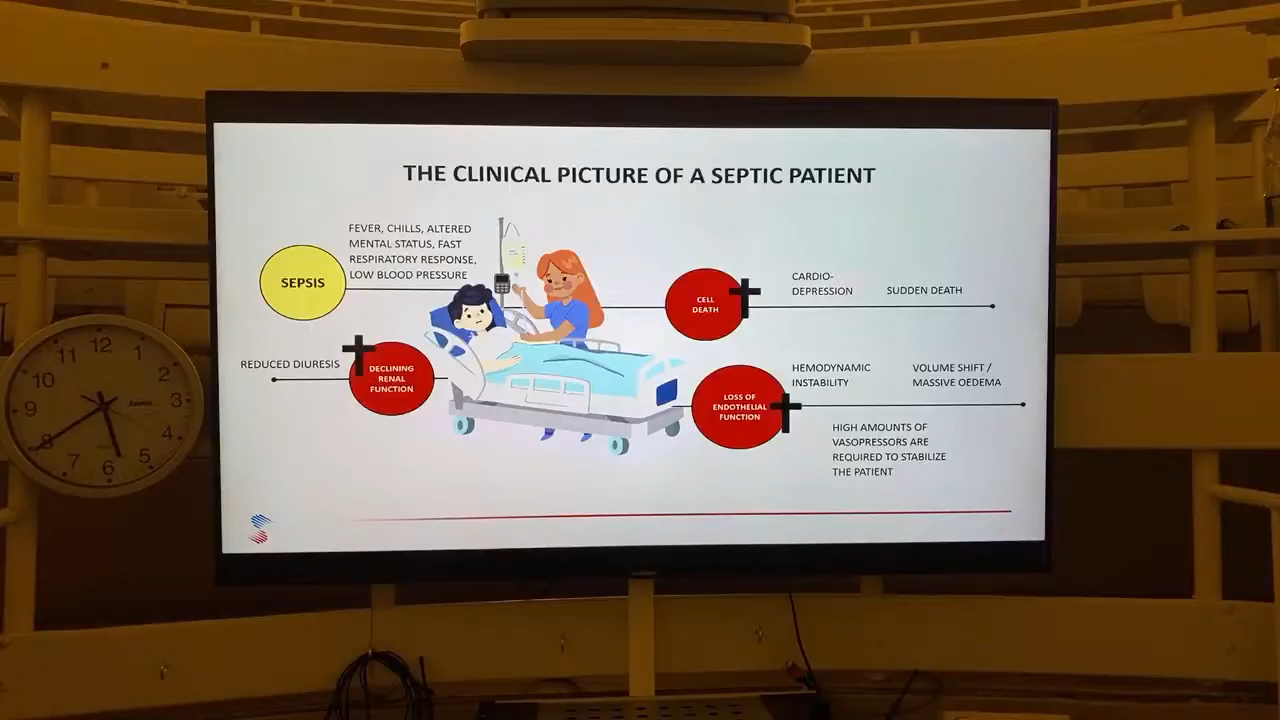 THE CLINICAL PICTURE OF A SEPTIC PATIENT
FEVER, CHILLS, ALTERED
MENTAL STATUS, FAST
RESPIRATORY RESPONSE,
LOW BLOOD PRESSURE
SEPSIS
CELL
DEATH
CARDIO-
DEPRESSION
SUDDEN DEATH
REDUCED DIURESIS
DECLINING
RENAL
FUNCTION
LOSS OF
ENDOTHELIAL
FUNCTION
HEMODYNAMIC
INSTABILITY
VOLUME SHIFT /
MASSIVE OEDEMA
HIGH AMOUNTS OF
VASOPRESSORS ARE
REQUIRED TO STABILIZE
THE PATIENT
12
1
2
3
4
5
6
7
8
9
10
11